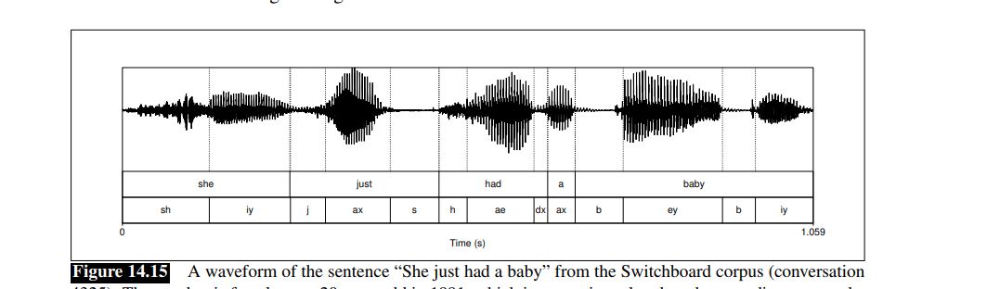 she just had a baby
sh iy j ax s h ae dx ax b ey b iy
0 1.059
Time (s)
Figure 14.15 A waveform of the sentence “She just had a baby” from the Switchboard corpus (conversation